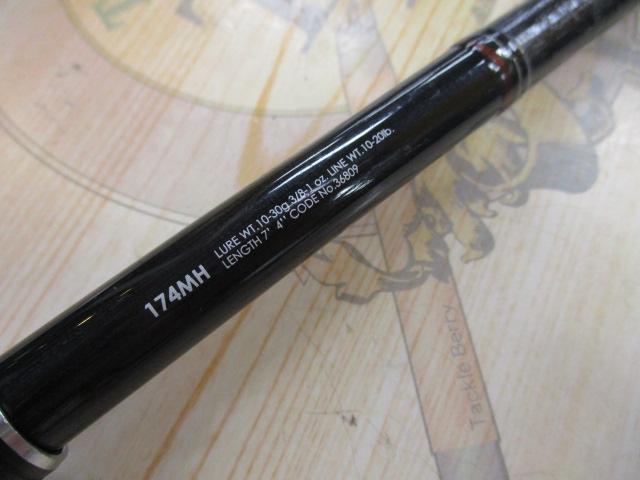 174MH
LURE WT.10-30g.3/8-1 oz. LINE WT.10-20lb.
LENGTH 7' 4'' CODE No.36809
Tackle Berry